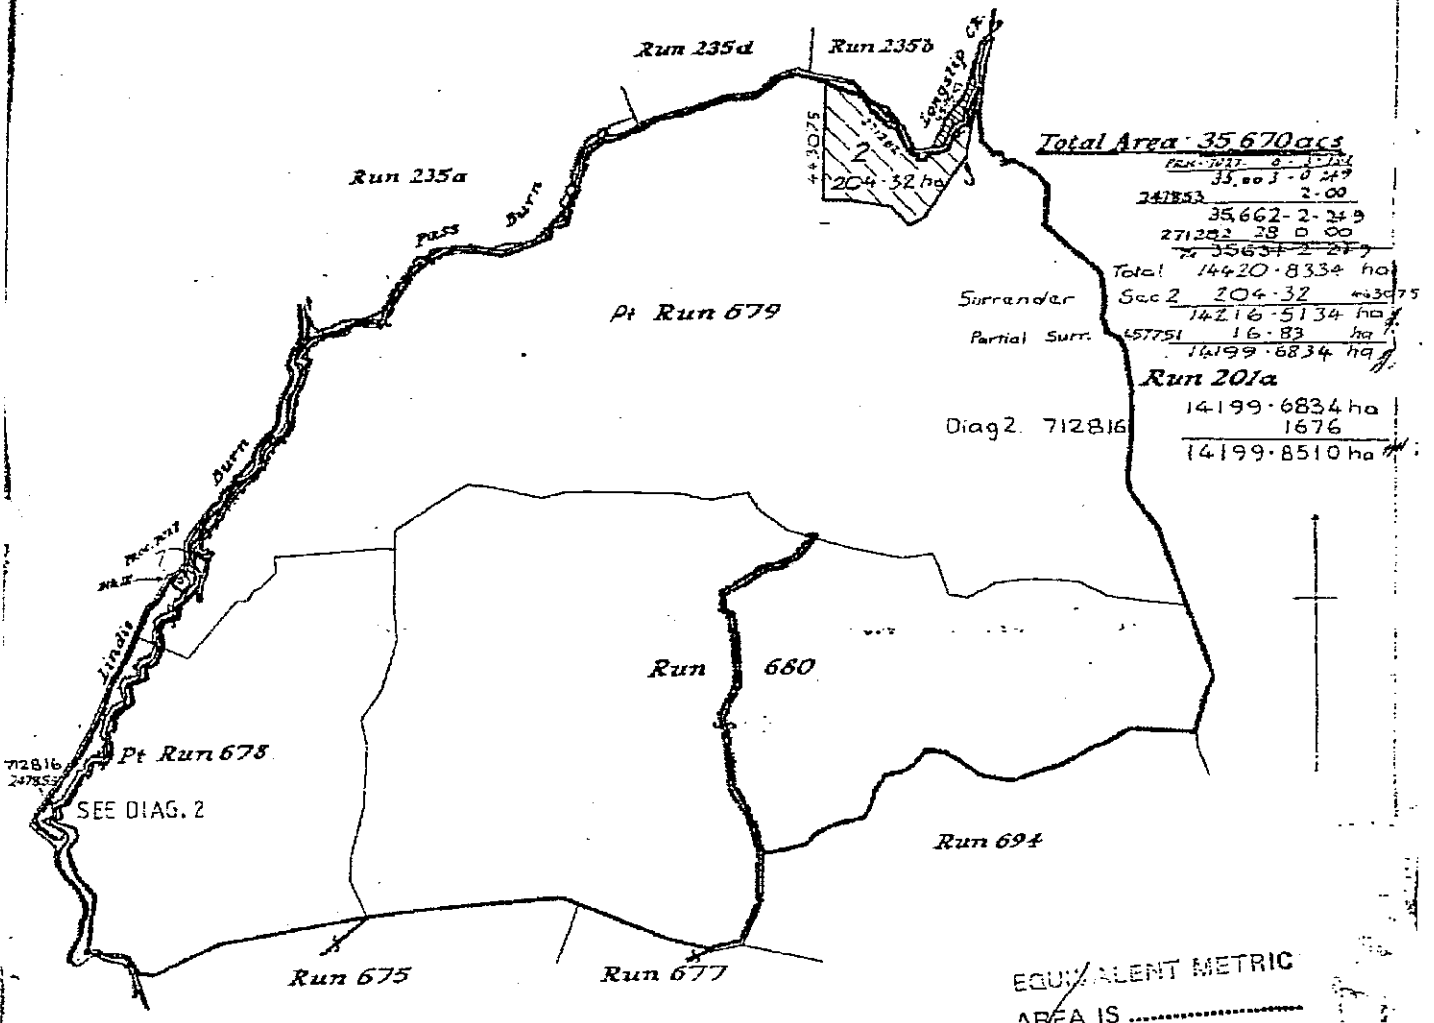 Run 235d
Run 235b
Longslip CK
Run 235a
Pass Burn
443075
271282
2
204·32 ha
Total Area· 35,670 acs
247853 2·00
35,662-2-24·9
271282 28 0 00
Total 14420·8334 ha
Surrender Sec 2 204·32 443075
14216·5134 ha
Partial Surr. 457751 16·83 ha
14199·6834 ha
Run 201a
14199·6834 ha
Diag 2. 712816 1676
14199·8510 ha
Pt Run 679
Burn
Lindis
Run 680
Pt Run 678
712816
247853
SEE DIAG. 2
Run 694
Run 675
Run 677
EQUIVALENT METRIC
AREA IS